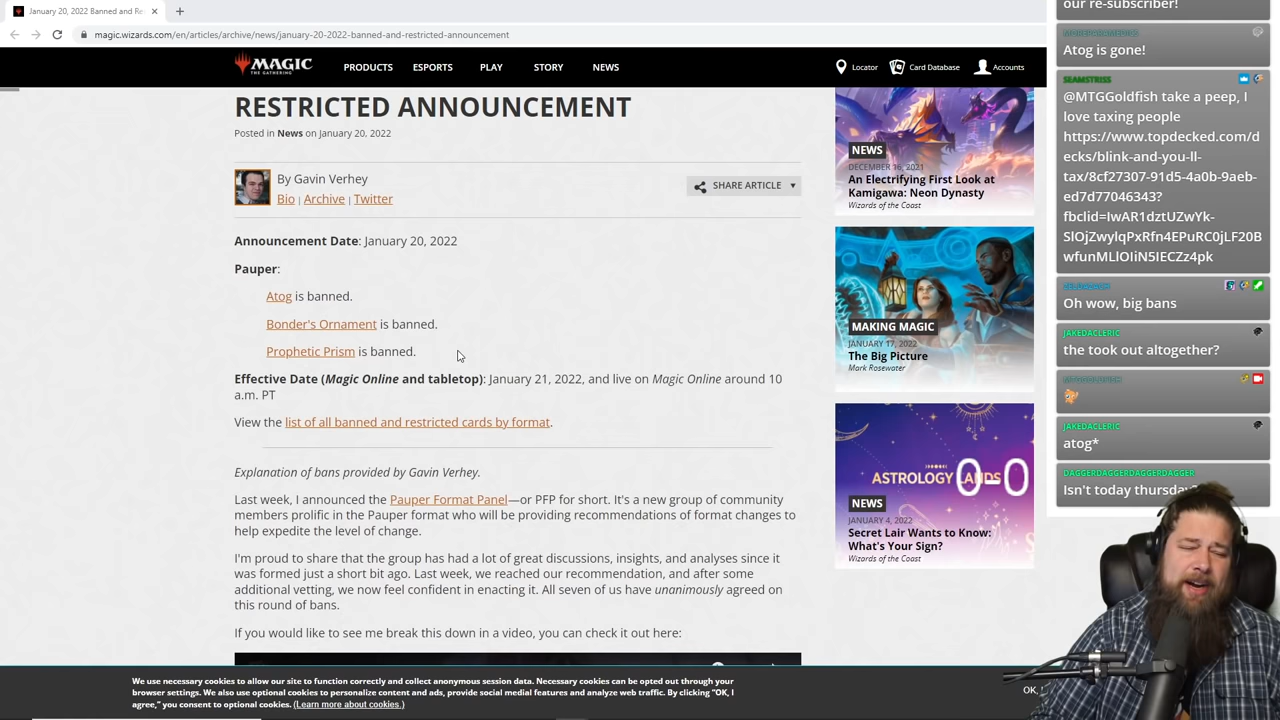 January 20, 2022 Banned and Re
magic.wizards.com/en/articles/archive/news/january-20-2022-banned-and-restricted-announcement
MAGIC
THE GATHERING
PRODUCTS
ESPORTS
PLAY
STORY
NEWS
Locator
Card Database
Accounts
RESTRICTED ANNOUNCEMENT
Posted in News on January 20, 2022
By Gavin Verhey
Bio | Archive | Twitter
SHARE ARTICLE
Announcement Date: January 20, 2022
Pauper:
Atog is banned.
Bonder's Ornament is banned.
Prophetic Prism is banned.
Effective Date (Magic Online and tabletop): January 21, 2022, and live on Magic Online around 10
a.m. PT
View the list of all banned and restricted cards by format.
Explanation of bans provided by Gavin Verhey.
Last week, I announced the Pauper Format Panel—or PFP for short. It's a new group of community
members prolific in the Pauper format who will be providing recommendations of format changes to
help expedite the level of change.
I'm proud to share that the group has had a lot of great discussions, insights, and analyses since it
was formed just a short bit ago. Last week, we reached our recommendation, and after some
additional vetting, we now feel confident in enacting it. All seven of us have unanimously agreed on
this round of bans.
If you would like to see me break this down in a video, you can check it out here:
NEWS
DECEMBER 16, 2021
An Electrifying First Look at
Kamigawa: Neon Dynasty
Wizards of the Coast
MAKING MAGIC
JANUARY 17, 2022
The Big Picture
Mark Rosewater
ASTROLOGY LANDS
0-0
NEWS
JANUARY 4, 2022
Secret Lair Wants to Know:
What's Your Sign?
Wizards of the Coast
We use necessary cookies to allow our site to function correctly and collect anonymous session data. Necessary cookies can be opted out through your
browser settings. We also use optional cookies to personalize content and ads, provide social medial features and analyze web traffic. By clicking "OK, I
agree," you consent to optional cookies. (Learn more about cookies.)
OK,
our re-subscriber!
Atog is gone!
SEAMSTRISS
@MTGGoldfish take a peep, I
love taxing people
https://www.topdecked.com/d
ecks/blink-and-you-ll-
tax/8cf27307-91d5-4a0b-9aeb-
ed7d77046343?
fbclid=IwAR1dztUZwYk-
SlOjZwylqPxRfn4EPuRC0jLF20B
wfunMLlOIiN5IECZz4pk
Oh wow, big bans
JAKEDACLERIC
the took out altogether?
JAKEDACLERIC
atog*
DAGGERDAGGERDAGGERDAGGER
Isn't today thursday?